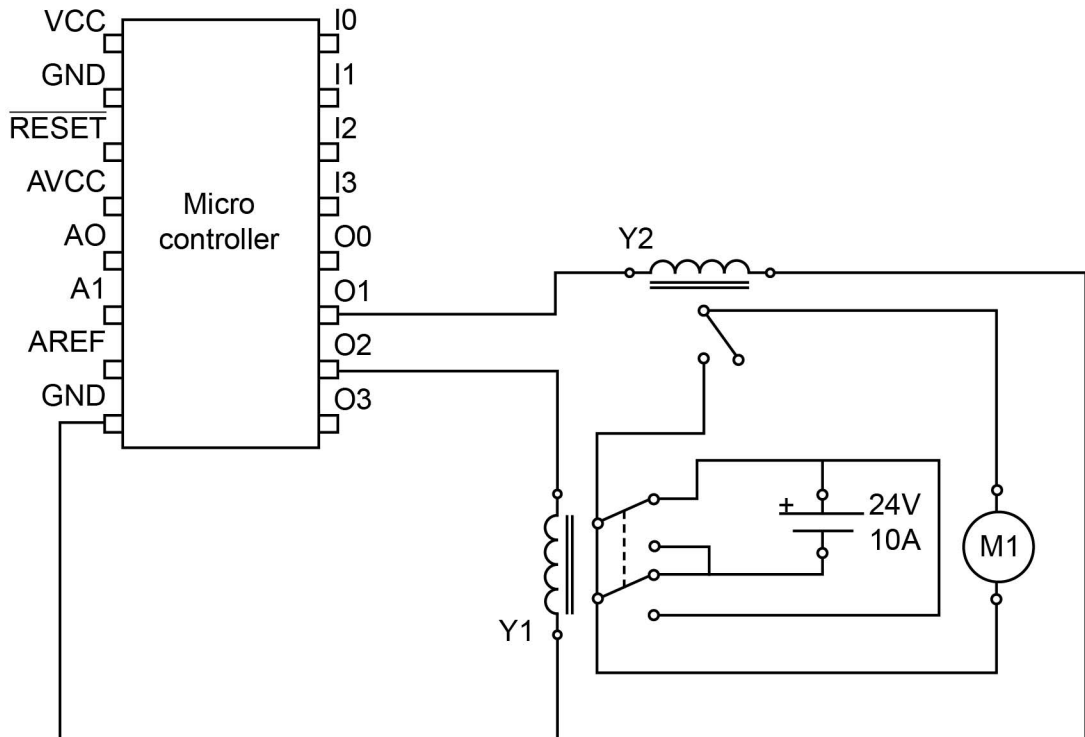 VCC
GND
RESET
AVCC
AO
A1
AREF
GND
Micro
controller
I0
I1
I2
I3
O0
O1
O2
O3
Y2
Y1
+
24V
10A
M1